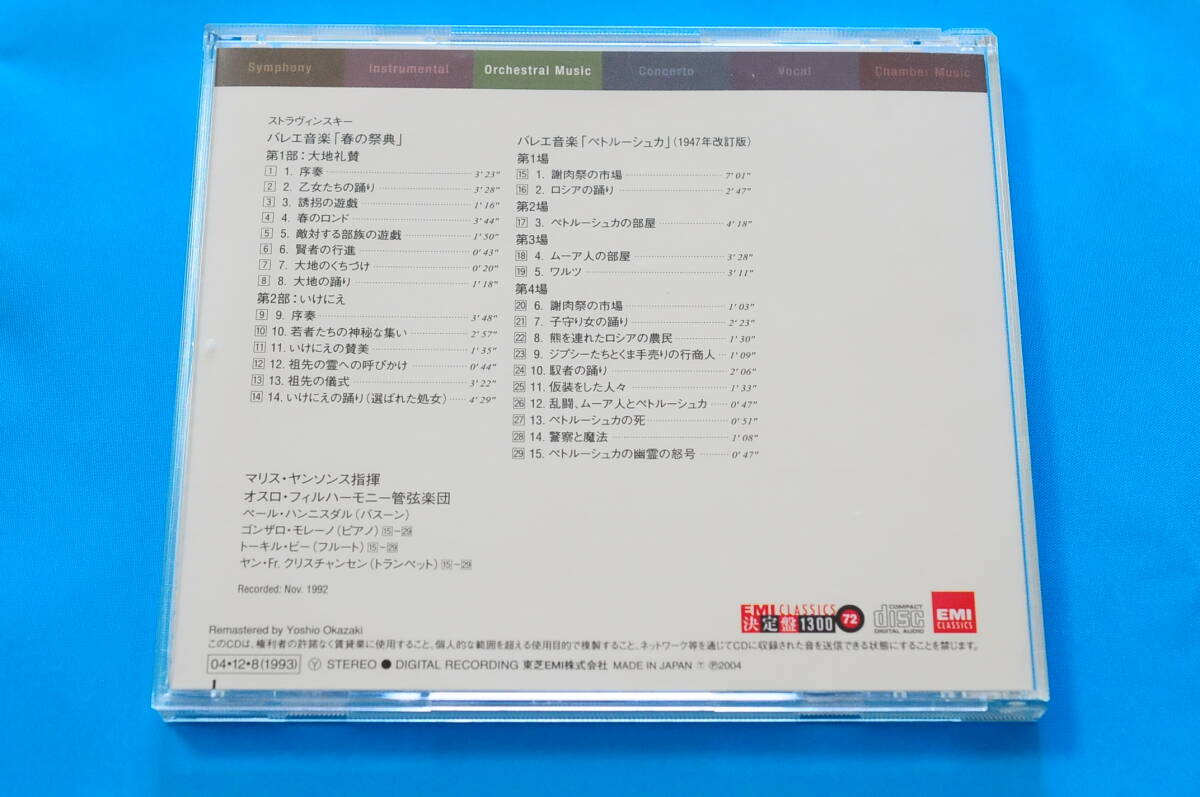 Symphony Instrumental Orchestral Music Concerto Vocal Chamber Music
ストラヴィンスキー
バレエ音楽「春の祭典」
第1部：大地礼賛
1 1. 序奏 3'23"
2 2. 乙女たちの踊り 3'28"
3 3. 誘拐の遊戯 1'16"
4 4. 春のロンド 3'44"
5 5. 敵対する部族の遊戯 1'50"
6 6. 賢者の行進 0'43"
7 7. 大地のくちづけ 0'20"
8 8. 大地の踊り 1'18"
第2部：いけにえ
9 9. 序奏 3'48"
10 10. 若者たちの神秘な集い 2'57"
11 11. いけにえの賛美 1'35"
12 12. 祖先の霊への呼びかけ 0'44"
13 13. 祖先の儀式 3'22"
14 14. いけにえの踊り（選ばれた処女） 4'29"
バレエ音楽「ペトルーシュカ」（1947年改訂版）
第1場
15 1. 謝肉祭の市場 7'01"
16 2. ロシアの踊り 2'47"
第2場
17 3. ペトルーシュカの部屋 4'18"
第3場
18 4. ムーア人の部屋 3'28"
19 5. ワルツ 3'11"
第4場
20 6. 謝肉祭の市場 1'03"
21 7. 子守り女の踊り 2'23"
22 8. 熊を連れたロシアの農民 1'30"
23 9. ジプシーたちとくま手売りの行商人 1'09"
24 10. 馭者の踊り 2'06"
25 11. 仮装をした人々 1'33"
26 12. 乱闘、ムーア人とペトルーシュカ 0'47"
27 13. ペトルーシュカの死 0'51"
28 14. 警察と魔法 1'08"
29 15. ペトルーシュカの幽霊の怒号 0'47"
マリス・ヤンソンス指揮
オスロ・フィルハーモニー管弦楽団
ペール・ハンニスダル（バスーン）
ゴンザロ・モレーノ（ピアノ）15-29
トーキル・ビー（フルート）15-29
ヤン・Fr. クリスチャンセン（トランペット）15-29
Recorded: Nov. 1992
EMI CLASSICS
決定盤1300 72
COMPACT
disc
DIGITAL AUDIO
EMI
CLASSICS
Remastered by Yoshio Okazaki
このCDは、権利者の許諾なく賃貸業に使用すること、個人的な範囲を超える使用目的で複製すること、ネットワーク等を通じてCDに収録された音を送信できる状態にすることを禁じます。
04・12・8(1993) Ⓨ STEREO ● DIGITAL RECORDING 東芝EMI株式会社 MADE IN JAPAN ℗2004